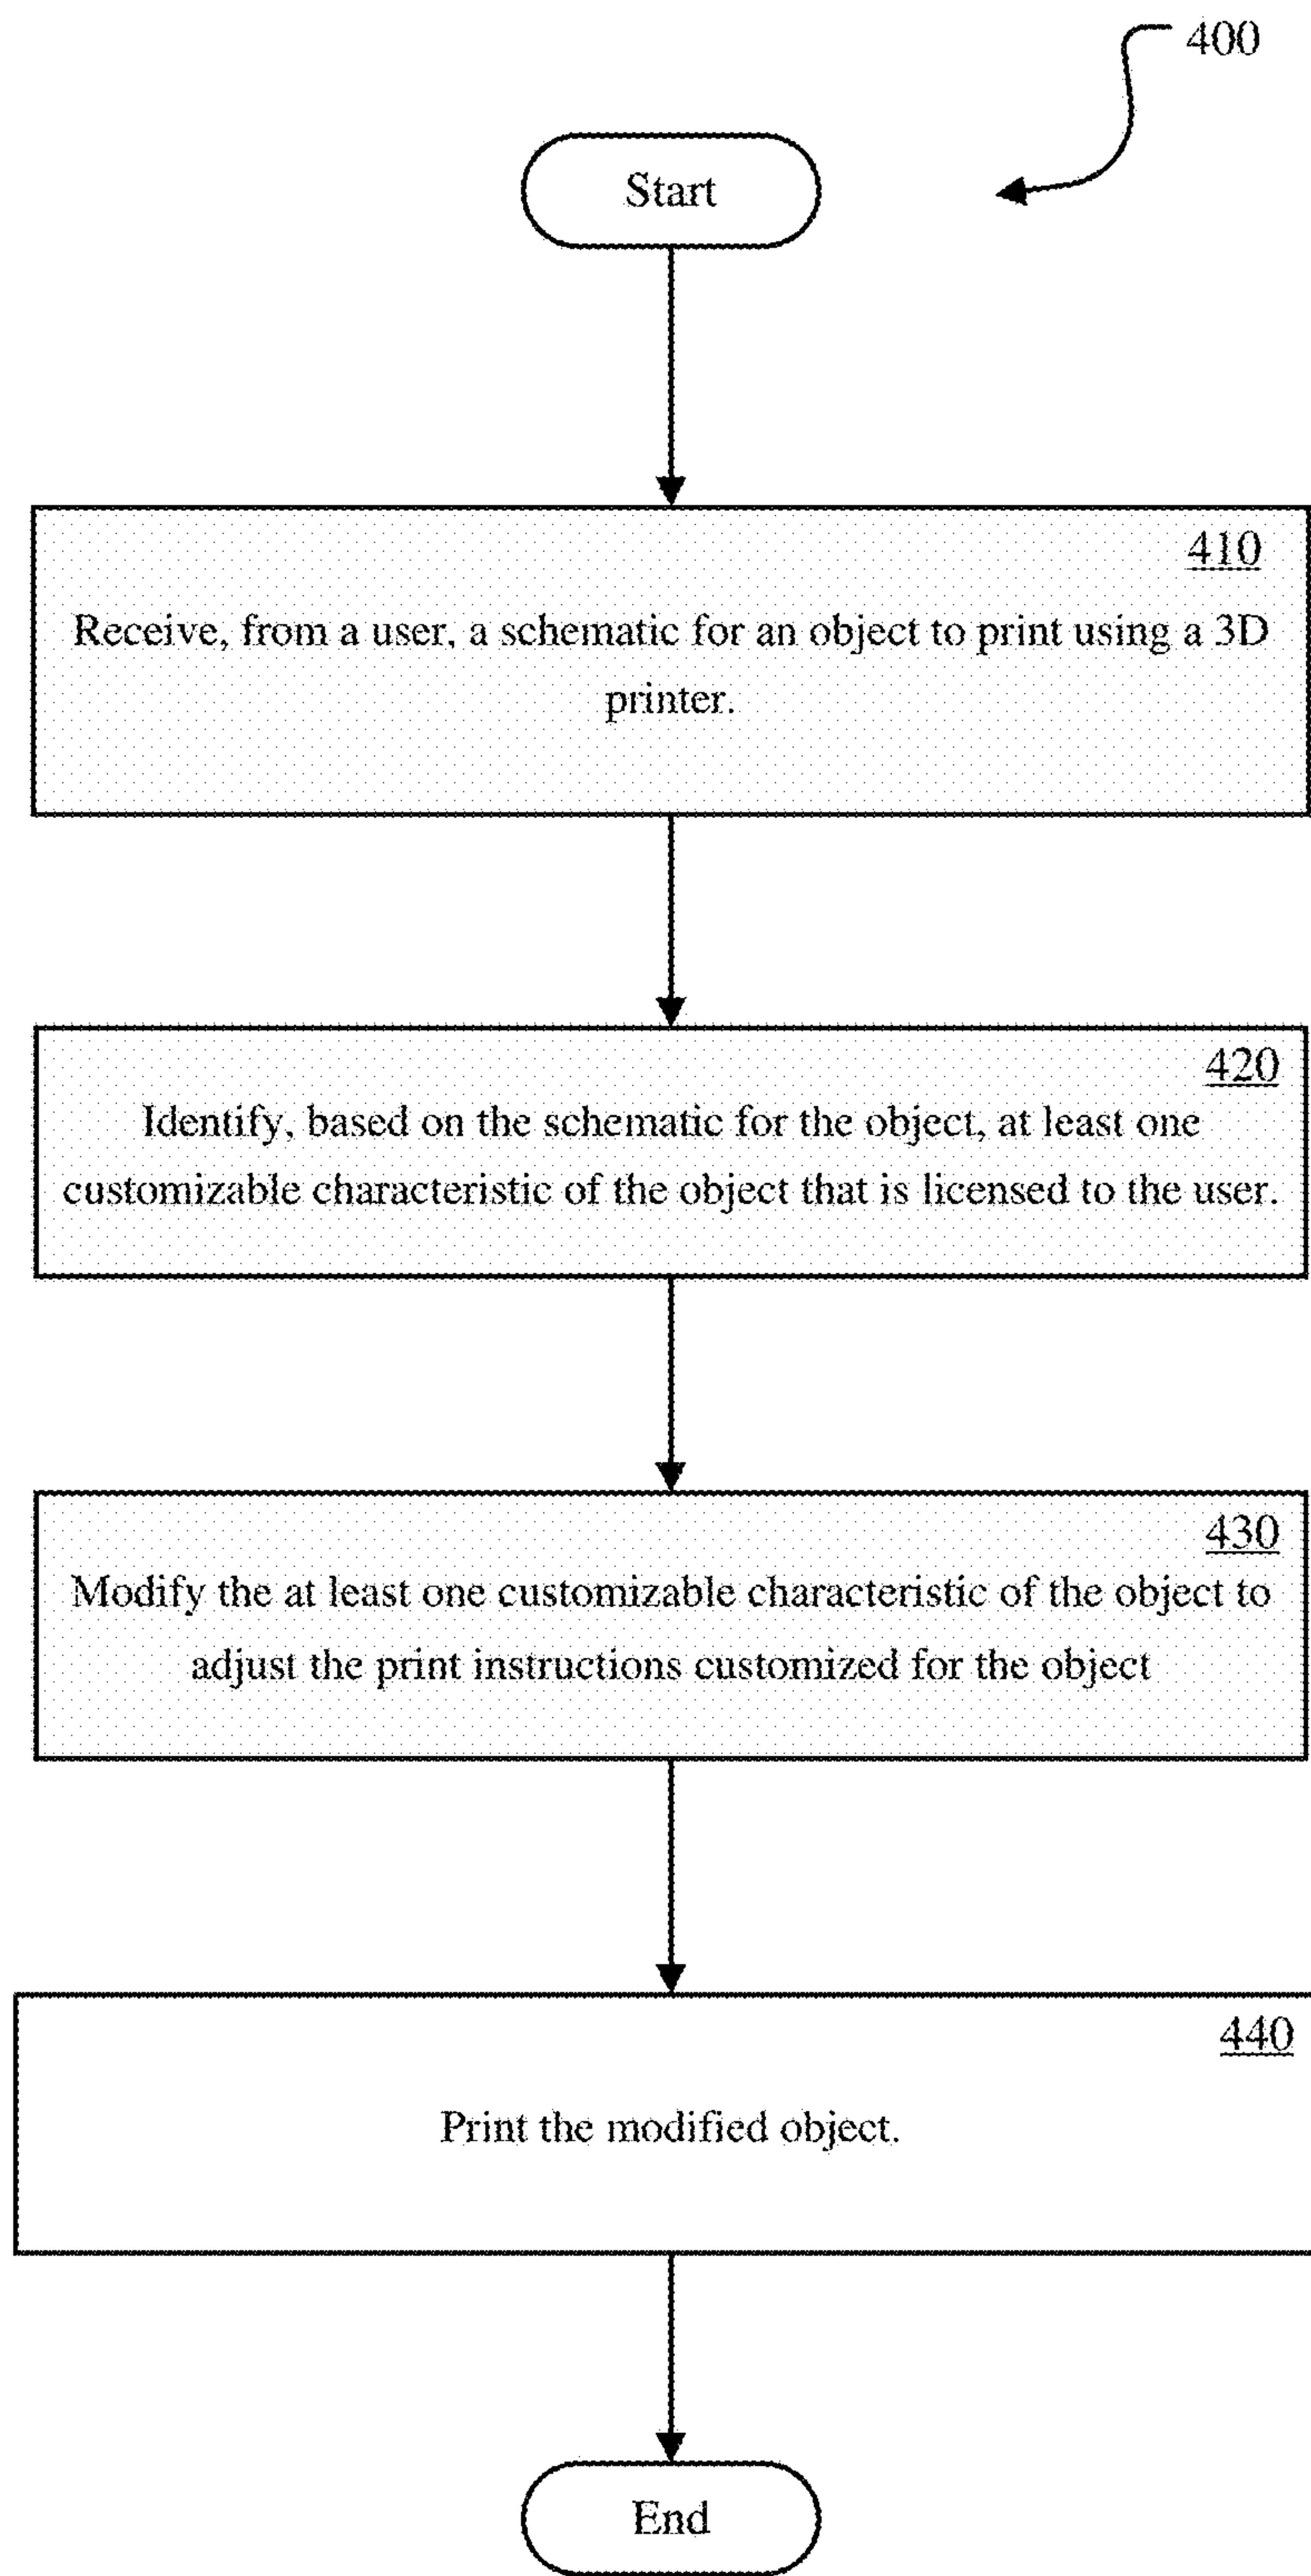 400
Start
410
Receive, from a user, a schematic for an object to print using a 3D
printer.
420
Identify, based on the schematic for the object, at least one
customizable characteristic of the object that is licensed to the user.
430
Modify the at least one customizable characteristic of the object to
adjust the print instructions customized for the object
440
Print the modified object.
End